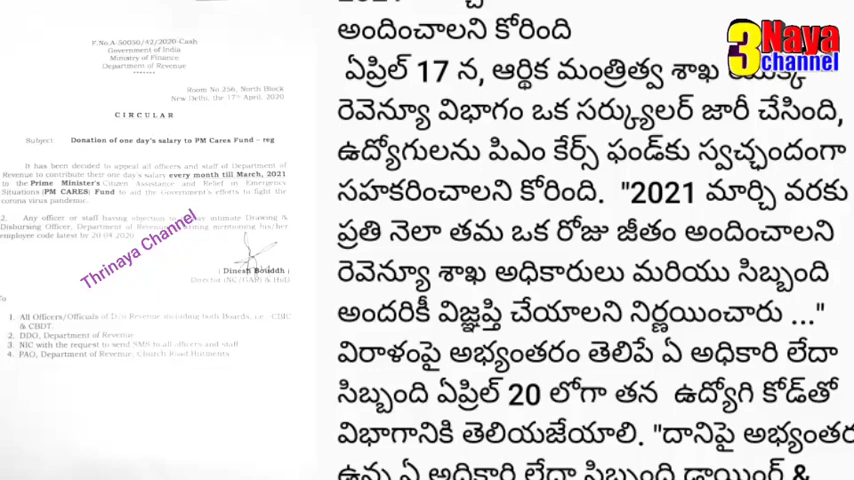 F.No.A-50050/42/2020-Cash
Government of India
Ministry of Finance
Department of Revenue
*******
Room No 256, North Block
New Delhi, the 17th April, 2020
CIRCULAR
Subject Donation of one day's salary to PM Cares Fund – reg
It has been decided to appeal all officers and staff of Department of
Revenue to contribute their one day's salary every month till March, 2021
to the Prime Minister's Citizen Assistance and Relief in Emergency
Situations (PM CARES) Fund to aid the Government's efforts to fight the
corona virus pandemic.
2. Any officer or staff having objection to may intimate Drawing &
Disbursing Officer, Department of Revenue mentioning his/her
employee code latest by 20.04.2020
Thrinaya Channel
( Dinesh Bouddh )
Director (NC/GAR) & HoD
To
1. All Officers/Officials of D/o Revenue including both Boards, i.e., CBIC
& CBDT.
2. DDO, Department of Revenue
3. NIC with the request to send SMS to all officers and staff
4. PAO, Department of Revenue, Church Road Hutments
అందించాలని కోరింది
ఏప్రిల్ 17 న, ఆర్థిక మంత్రిత్వ శాఖ
రెవెన్యూ విభాగం ఒక సర్క్యులర్ జారీ చేసింది,
ఉద్యోగులను పిఎం కేర్స్ ఫండ్‌కు స్వచ్ఛందంగా
సహకరించాలని కోరింది. "2021 మార్చి వరకు
ప్రతి నెలా తమ ఒక రోజు జీతం అందించాలని
రెవెన్యూ శాఖ అధికారులు మరియు సిబ్బంది
అందరికీ విజ్ఞప్తి చేయాలని నిర్ణయించారు ..."
విరాళంపై అభ్యంతరం తెలిపే ఏ అధికారి లేదా
సిబ్బంది ఏప్రిల్ 20 లోగా తన ఉద్యోగి కోడ్‌తో
విభాగానికి తెలియజేయాలి. "దానిపై అభ్యంతర
ఉన్న ఏ అధికారి లేదా సిబ్బంది డ్రాయింగ్ &
3 Naya
channel